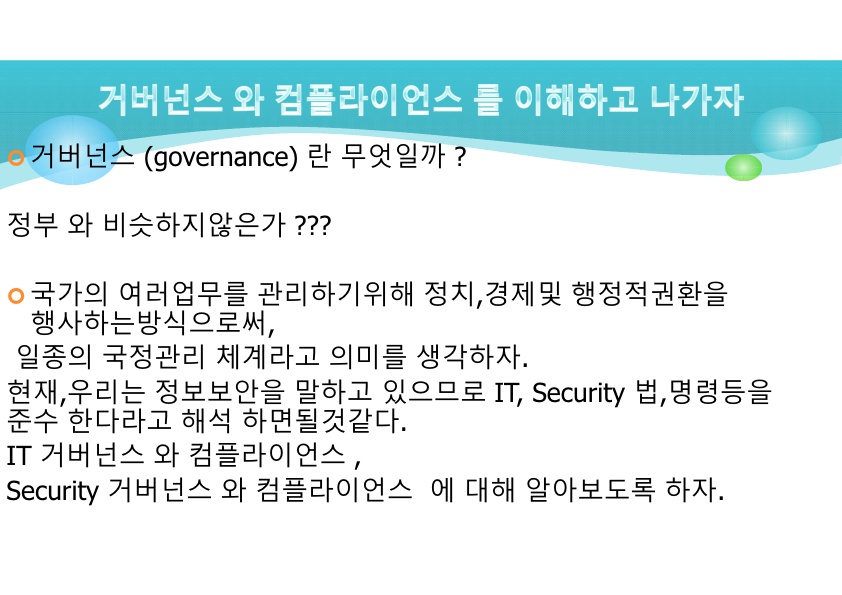 거버넌스 와 컴플라이언스 를 이해하고 나가자
거버넌스 (governance) 란 무엇일까 ?
정부 와 비슷하지않은가 ???
국가의 여러업무를 관리하기위해 정치,경제및 행정적권환을
행사하는방식으로써,
일종의 국정관리 체계라고 의미를 생각하자.
현재,우리는 정보보안을 말하고 있으므로 IT, Security 법,명령등을
준수 한다라고 해석 하면될것같다.
IT 거버넌스 와 컴플라이언스 ,
Security 거버넌스 와 컴플라이언스 에 대해 알아보도록 하자.